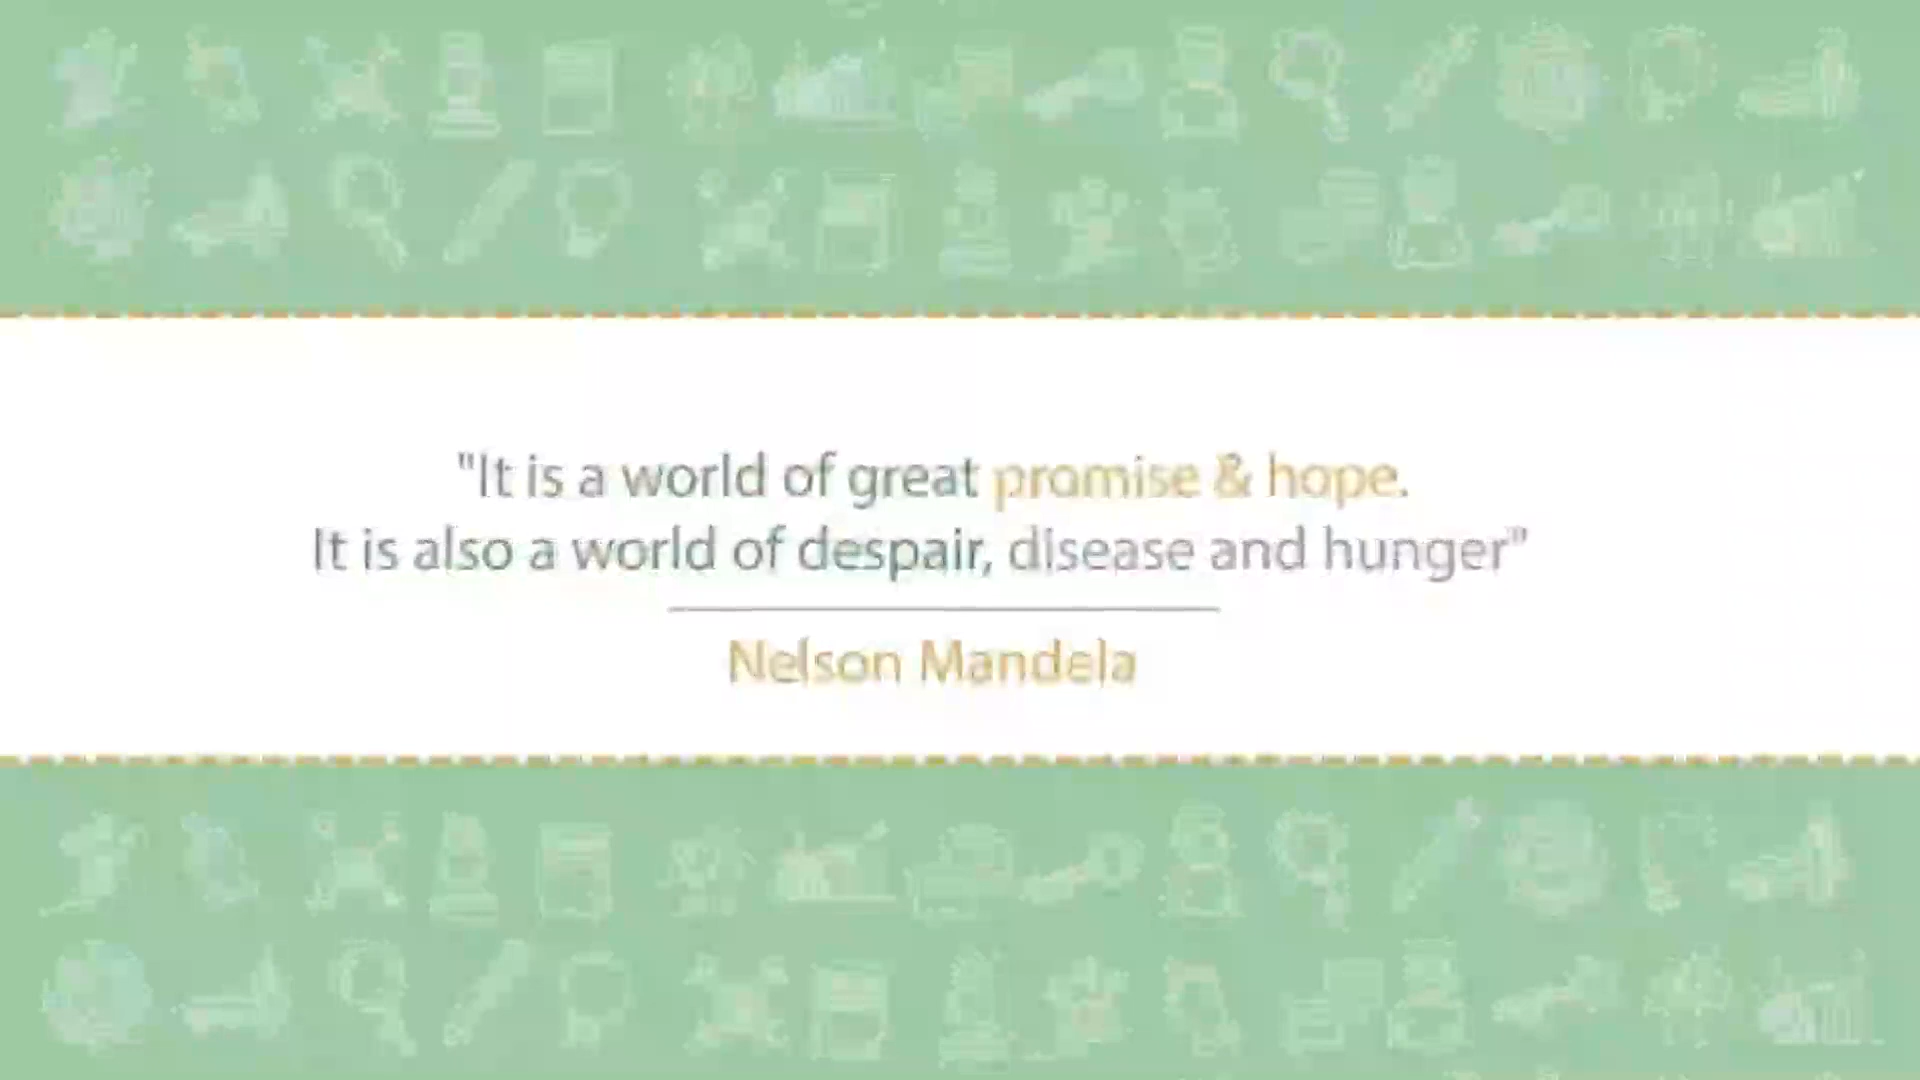 "It is a world of great promise & hope.
It is also a world of despair, disease and hunger"
Nelson Mandela